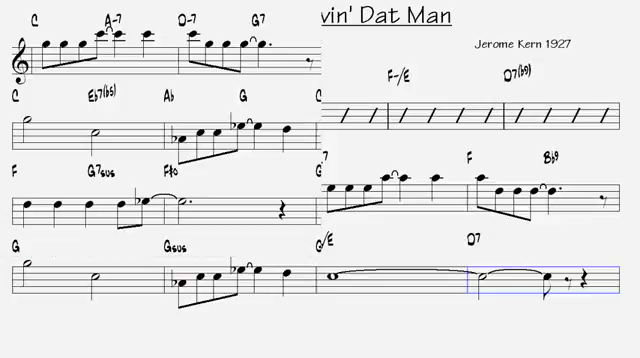 C A-7 D-7 G7 vin' Dat Man
Jerome Kern 1927
F-/E D7(b9)
C Eb7(b5) Ab G
7 F Bb9
F G7sus F#o
/E D7
G Gsus